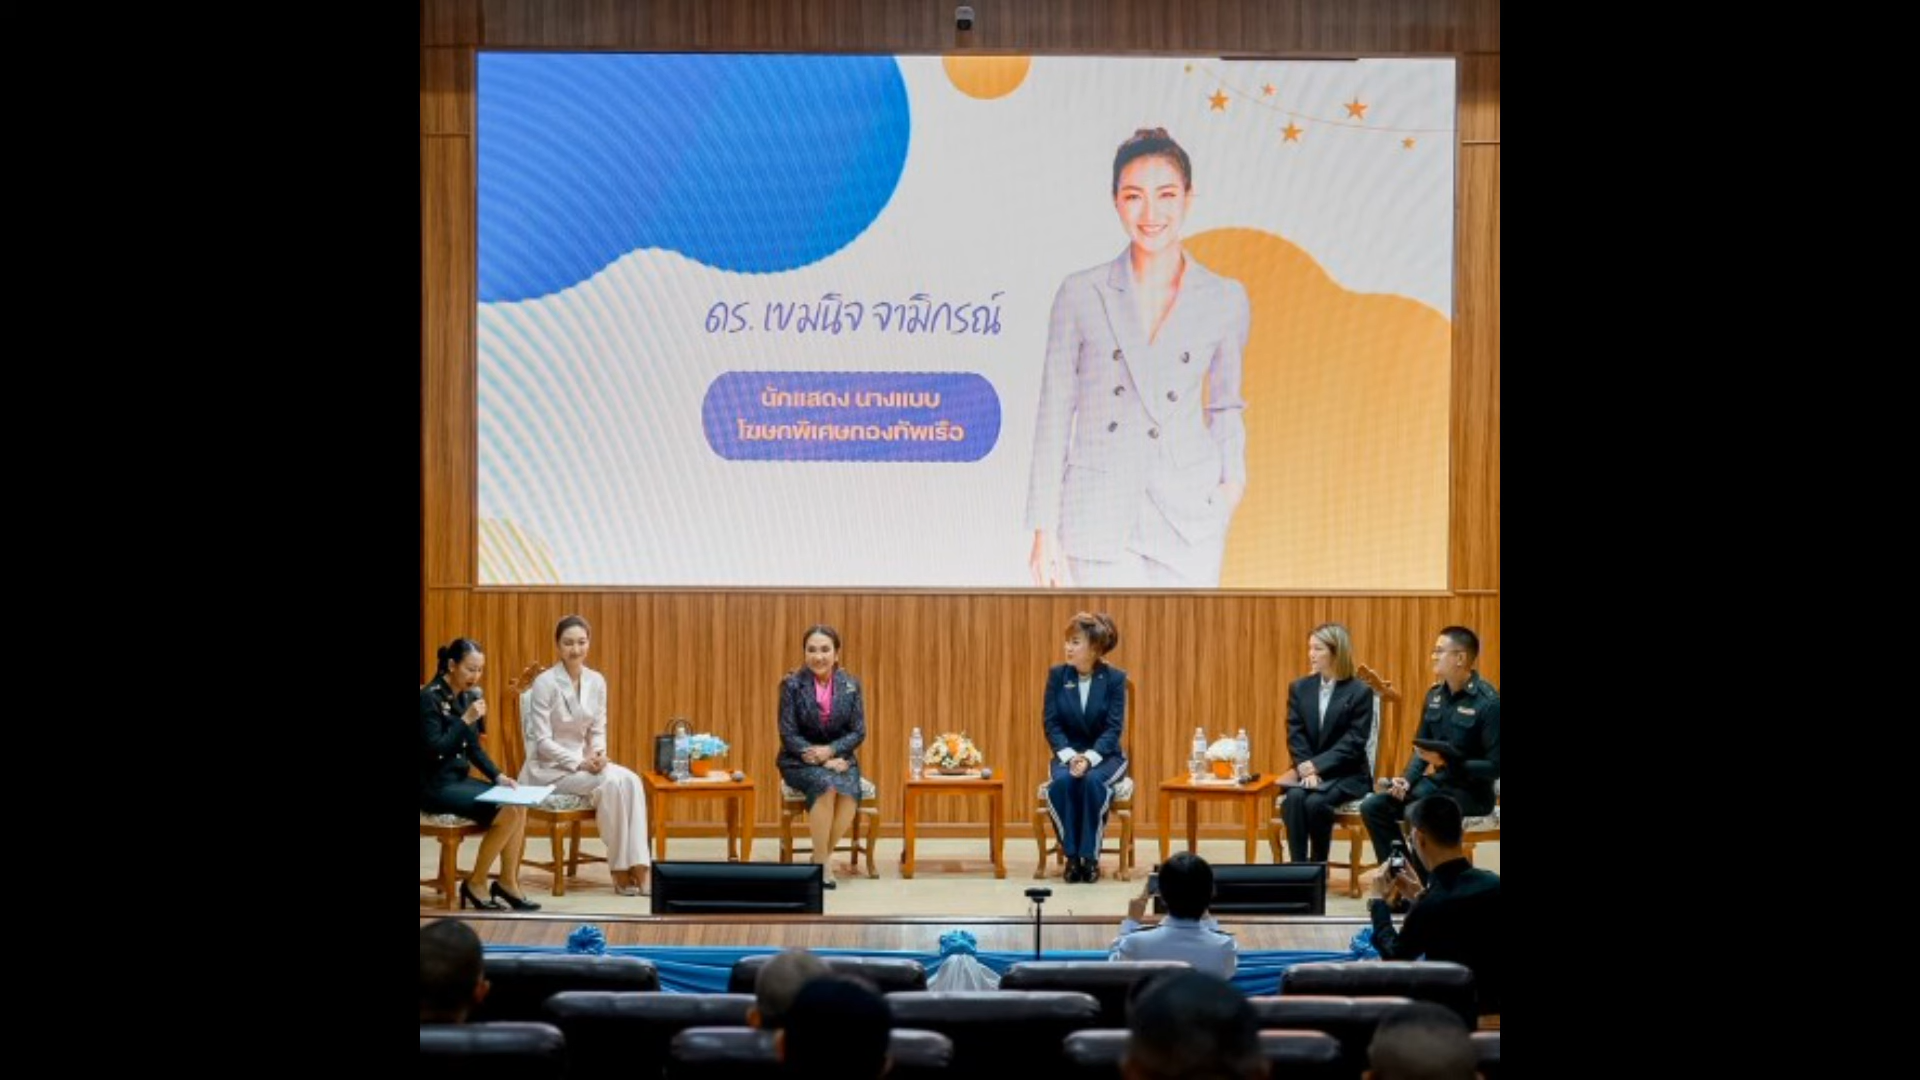 ดร. เขมนิจ จามิกรณ์
นักแสดง นางแบบ
โฆษกพิเศษกองทัพเรือ